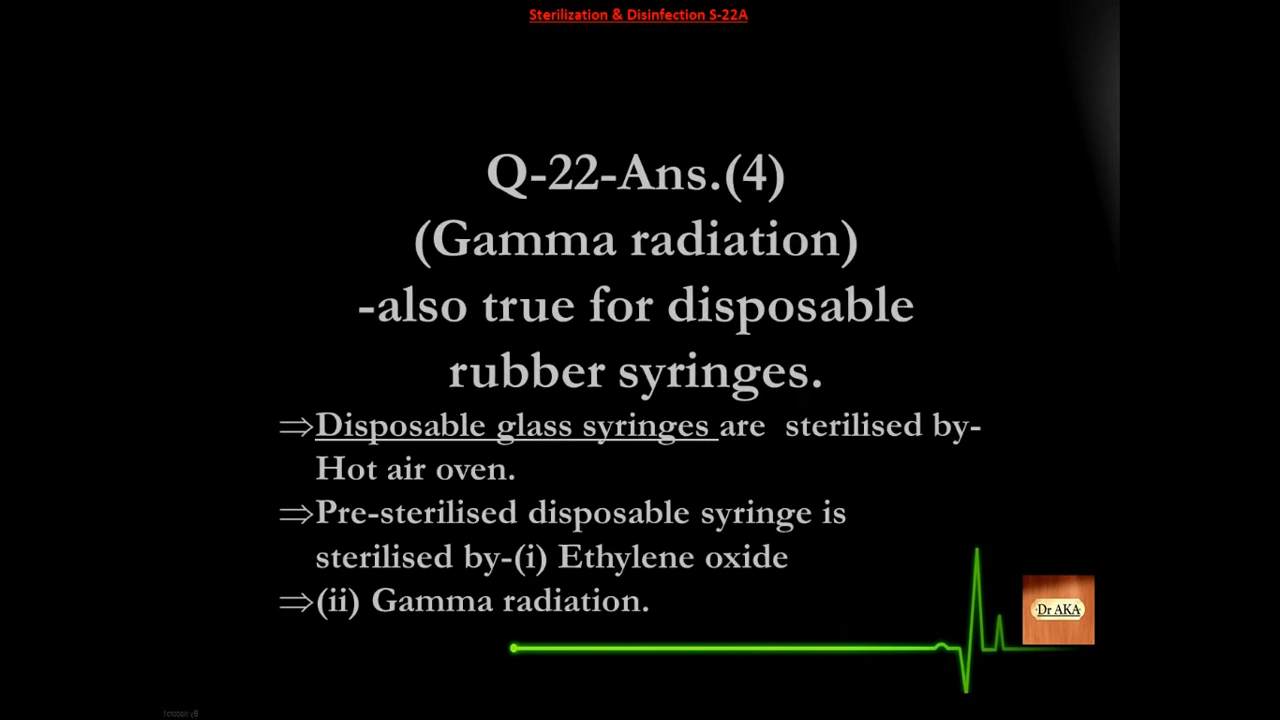 Sterilization & Disinfection S-22A
Q-22-Ans.(4)
(Gamma radiation)
-also true for disposable
rubber syringes.
⇒Disposable glass syringes are sterilised by-
Hot air oven.
⇒Pre-sterilised disposable syringe is
sterilised by-(i) Ethylene oxide
⇒(ii) Gamma radiation.
Dr AKA